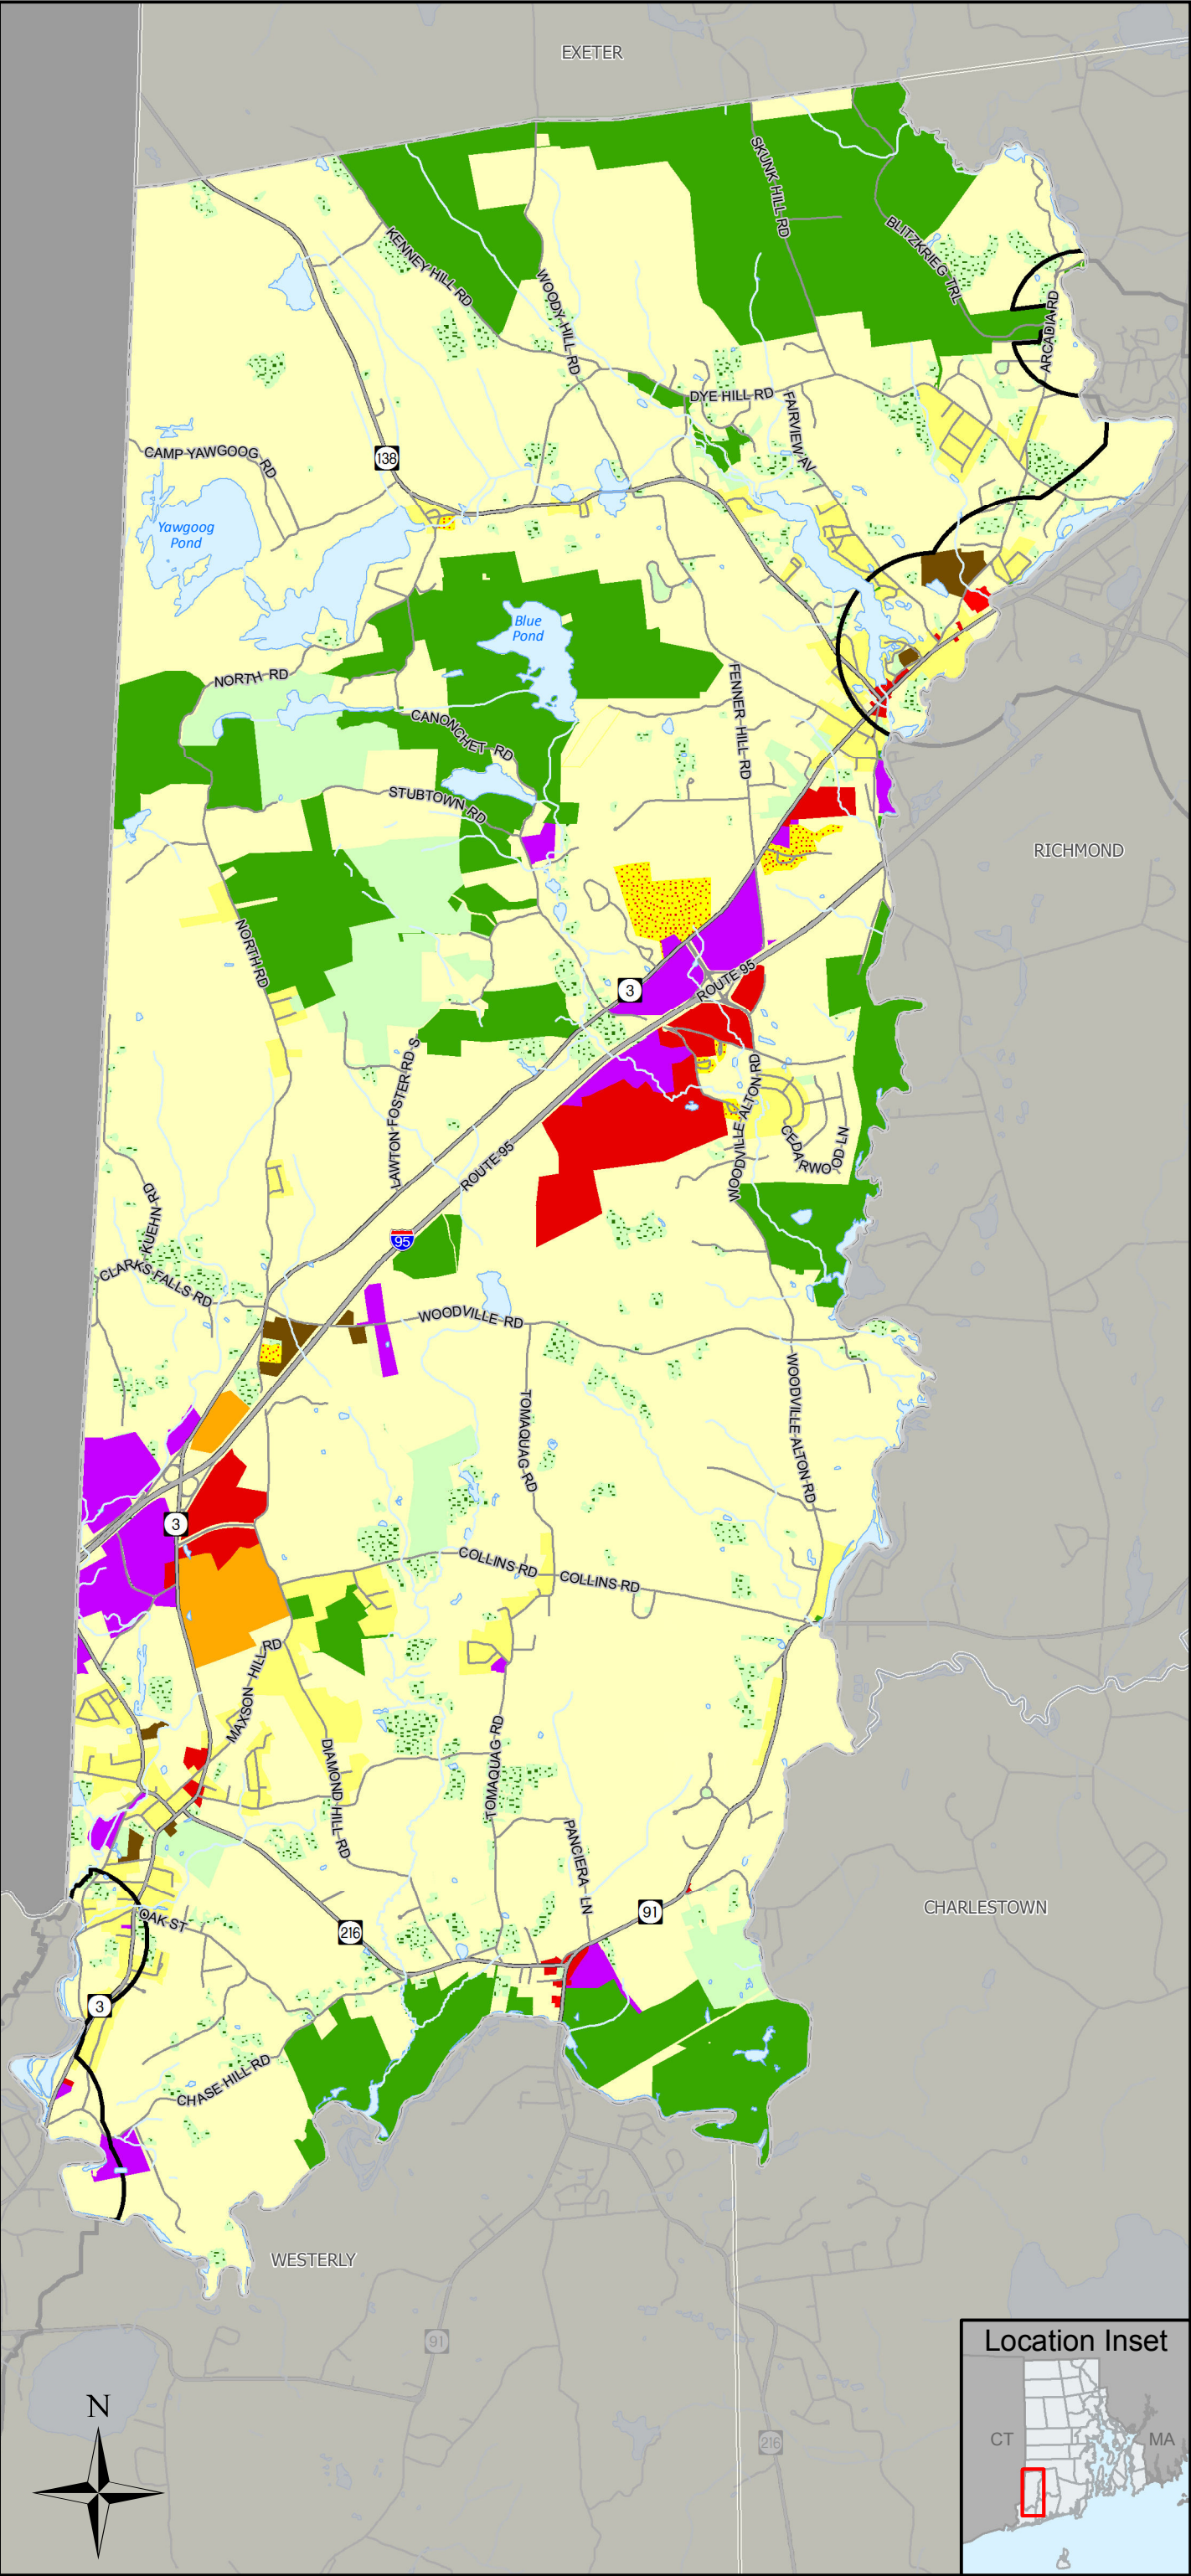 EXETER
SKUNK HILL RD
BLITZKRIEG TRL
KENNEY HILL RD
WOODY HILL RD
ARCADIA RD
DYE HILL RD
FAIRVIEW AV
CAMP YAWGOOG RD
138
Yawgoog
Pond
Blue
Pond
NORTH RD
FENNER HILL RD
CANONCHET RD
STUBTOWN RD
RICHMOND
NORTH RD
3
ROUTE 95
LAWTON FOSTER RD S
WOODVILLE ALTON RD
CEDARWOOD LN
ROUTE 95
KUEHN RD
95
CLARKS FALLS RD
WOODVILLE RD
WOODVILLE ALTON RD
TOMAQUAG RD
3
COLLINS RD
COLLINS RD
MAXSON HILL RD
DIAMOND HILL RD
TOMAQUAG RD
PANCIERA LN
CHARLESTOWN
OAK ST
91
216
3
CHASE HILL RD
WESTERLY
91
216
Location Inset
CT
MA
N